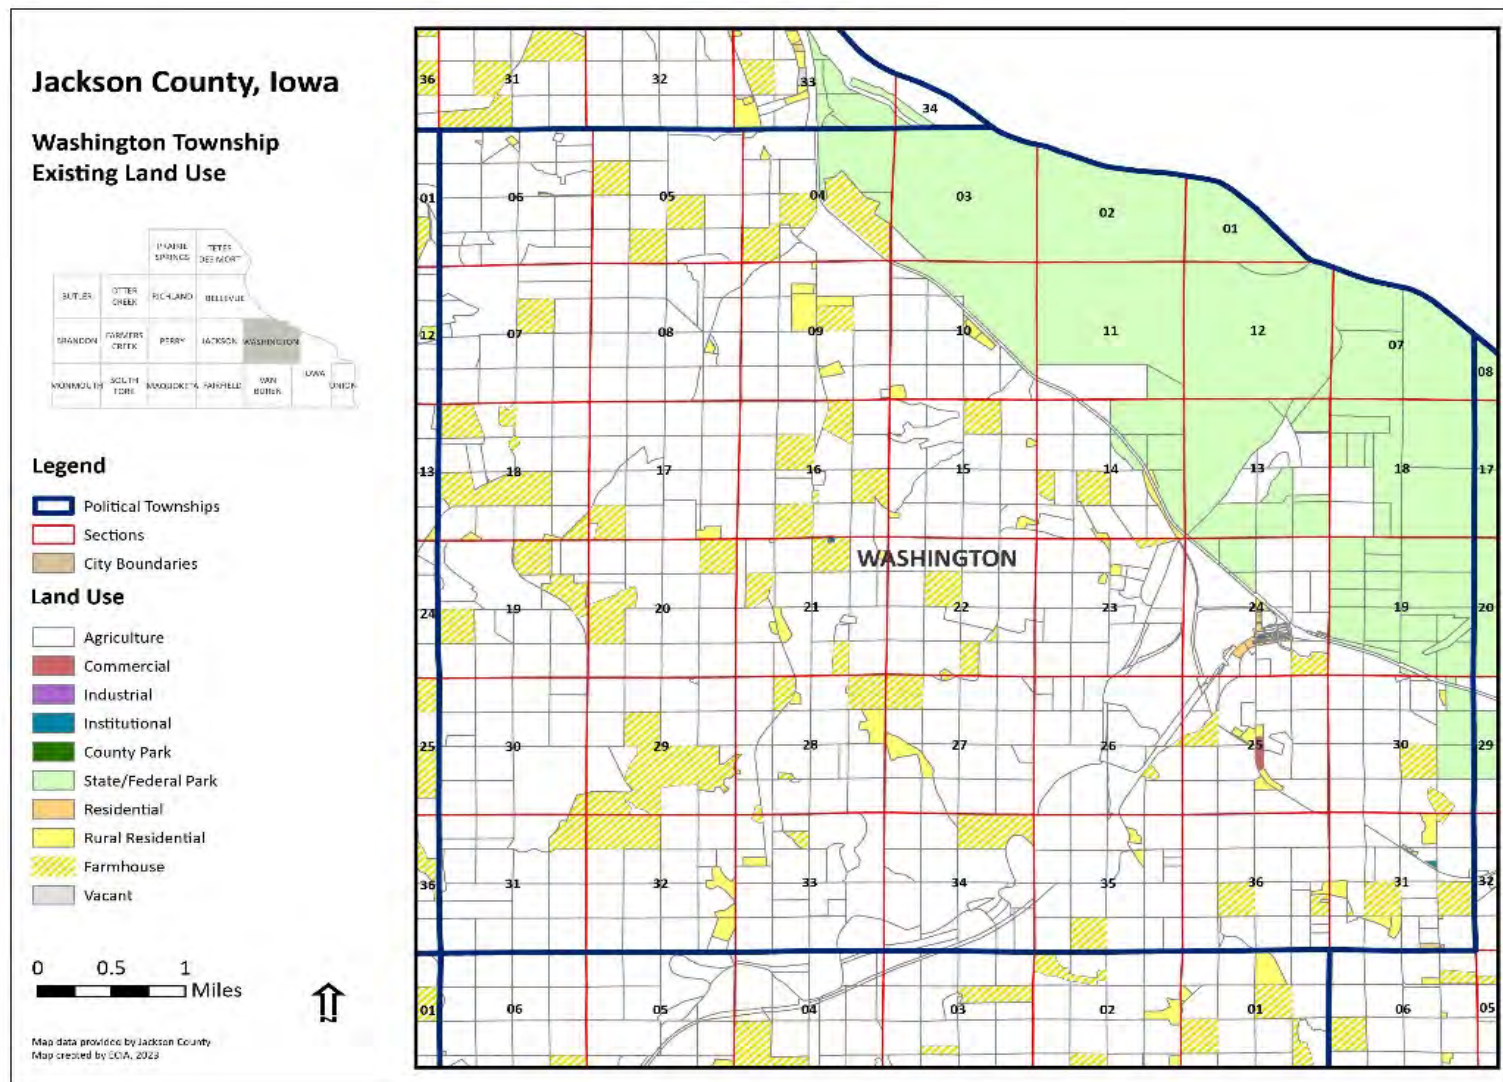 Jackson County, Iowa
Washington Township
Existing Land Use
PRAIRIE
SPRINGS
TETES
DES MORT
BUTLER
OTTER
CREEK
RICHLAND
BELLEVUE
BRANDON
FARMERS
CREEK
PERRY
JACKSON
WASHINGTON
MONMOUTH
SOUTH
FORK
MAQUOKETA
FAIRFIELD
VAN
BUREN
IOWA
UNION
Legend
Political Townships
Sections
City Boundaries
Land Use
Agriculture
Commercial
Industrial
Institutional
County Park
State/Federal Park
Residential
Rural Residential
Farmhouse
Vacant
0 0.5 1
Miles
N
Map data provided by Jackson County
Map created by ECIA, 2023
36 31 32 33
34
01 06 05 04 03 02 01
12 07 08 09 10 11 12 07 08
13 18 17 16 15 14 13 18 17
WASHINGTON
24 19 20 21 22 23 24 19 20
25 30 29 28 27 26 25 30 29
36 31 32 33 34 35 36 31 32
01 06 05 04 03 02 01 06 05